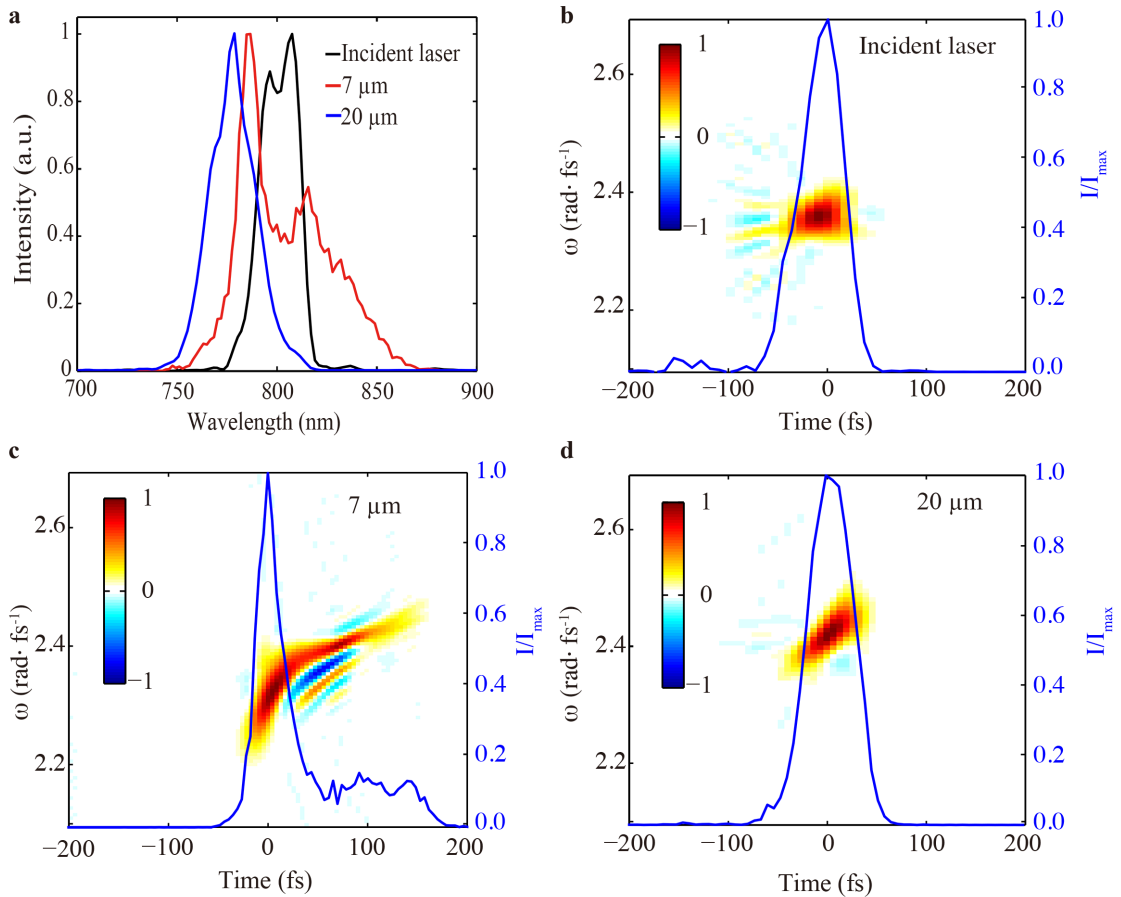 a
1
0.8
0.6
0.4
0.2
0
700
750
800
850
900
Intensity (a.u.)
Wavelength (nm)
Incident laser
7 μm
20 μm
b
Incident laser
1
0
−1
2.6
2.4
2.2
ω (rad· fs⁻¹)
1.0
0.8
0.6
0.4
0.2
0.0
I/Imax
−200
−100
0
100
200
Time (fs)
c
7 μm
1
0
−1
2.6
2.4
2.2
ω (rad· fs⁻¹)
1.0
0.8
0.6
0.4
0.2
0.0
I/Imax
−200
−100
0
100
200
Time (fs)
d
20 μm
1
0
−1
2.6
2.4
2.2
ω (rad· fs⁻¹)
1.0
0.8
0.6
0.4
0.2
0.0
I/Imax
−200
−100
0
100
200
Time (fs)